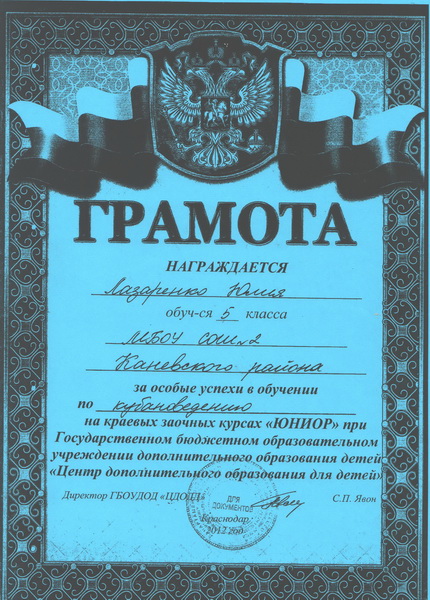 ГРАМОТА
НАГРАЖДАЕТСЯ
Лазаренко Юлия
обуч-ся 5 класса
МБОУ СОШ №2
Каневского района
за особые успехи в обучении
по кубановедению
на краевых заочных курсах «ЮНИОР» при
Государственном бюджетном образовательном
учреждении дополнительного образования детей
«Центр дополнительного образования для детей»
Директор ГБОУДОД «ЦДОДД» С.П. Явон
ДЛЯ
ДОКУМЕНТОВ
г.Краснодар,
2012 год